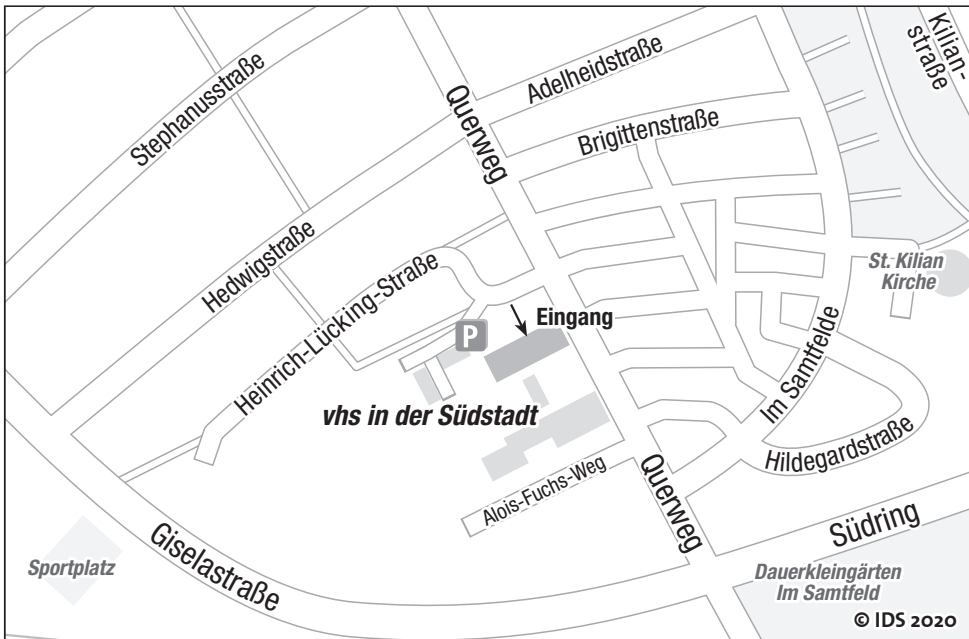 Kilian-
straße
Adelheidstraße
Stephanusstraße
Querweg
Brigittenstraße
Hedwigstraße
St. Kilian
Kirche
Heinrich-Lücking-Straße
Eingang
P
Im Samtfelde
vhs in der Südstadt
Hildegardstraße
Alois-Fuchs-Weg
Querweg
Südring
Giselastraße
Sportplatz
Dauerkleingärten
Im Samtfeld
© IDS 2020